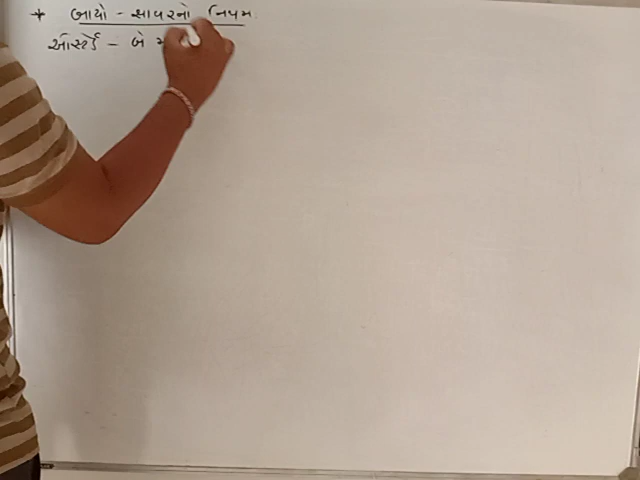 * બાયો - સાવરનો નિયમ.
ઑર્સ્ટેડે - બે